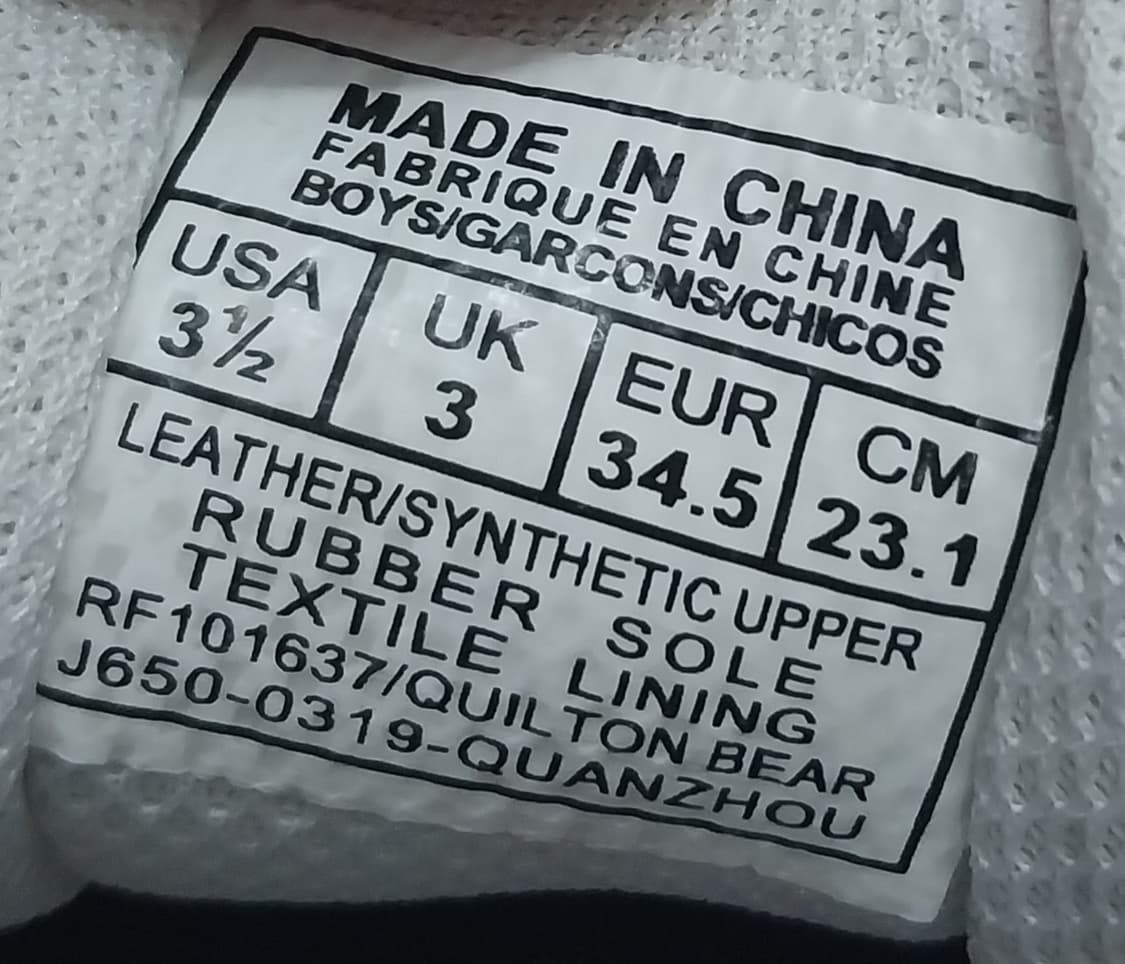 MADE IN CHINA
FABRIQUE EN CHINE
BOYS/GARCONS/CHICOS
USA UK EUR CM
3½ 3 34.5 23.1
LEATHER/SYNTHETIC UPPER
RUBBER SOLE
TEXTILE LINING
RF101637/QUILTON BEAR
J650-0319-QUANZHOU